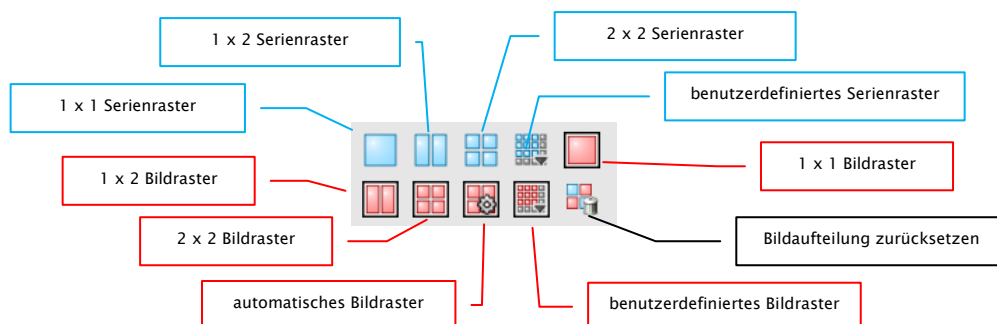 1 x 2 Serienraster
2 x 2 Serienraster
1 x 1 Serienraster
benutzerdefiniertes Serienraster
1 x 2 Bildraster
1 x 1 Bildraster
2 x 2 Bildraster
Bildaufteilung zurücksetzen
automatisches Bildraster
benutzerdefiniertes Bildraster